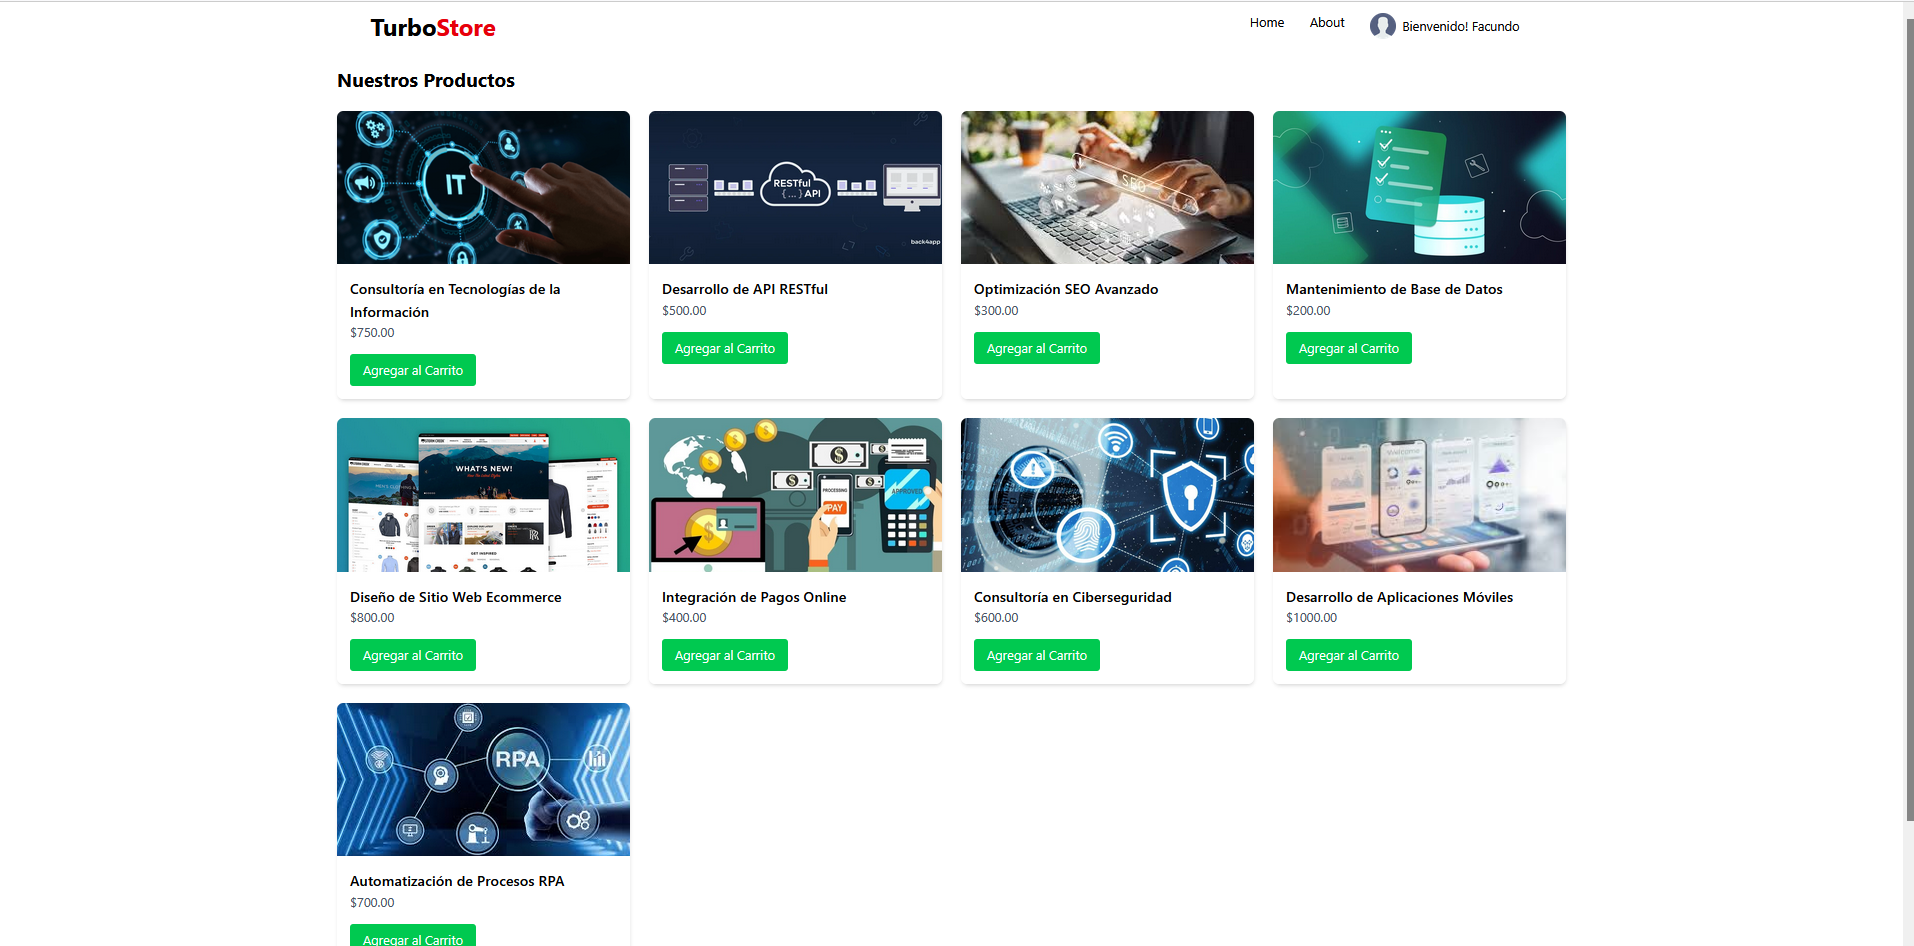 TurboStore
Home
About
Bienvenido! Facundo
Nuestros Productos
IT
RESTful
{...} API
back4app
SEO
Consultoría en Tecnologías de la
Información
$750.00
Agregar al Carrito
Desarrollo de API RESTful
$500.00
Agregar al Carrito
Optimización SEO Avanzado
$300.00
Agregar al Carrito
Mantenimiento de Base de Datos
$200.00
Agregar al Carrito
WHAT'S NEW!
GET INSPIRED
PROCESSING
PAY
APPROVED
Welcome
Diseño de Sitio Web Ecommerce
$800.00
Agregar al Carrito
Integración de Pagos Online
$400.00
Agregar al Carrito
Consultoría en Ciberseguridad
$600.00
Agregar al Carrito
Desarrollo de Aplicaciones Móviles
$1000.00
Agregar al Carrito
RPA
Automatización de Procesos RPA
$700.00
Agregar al Carrito